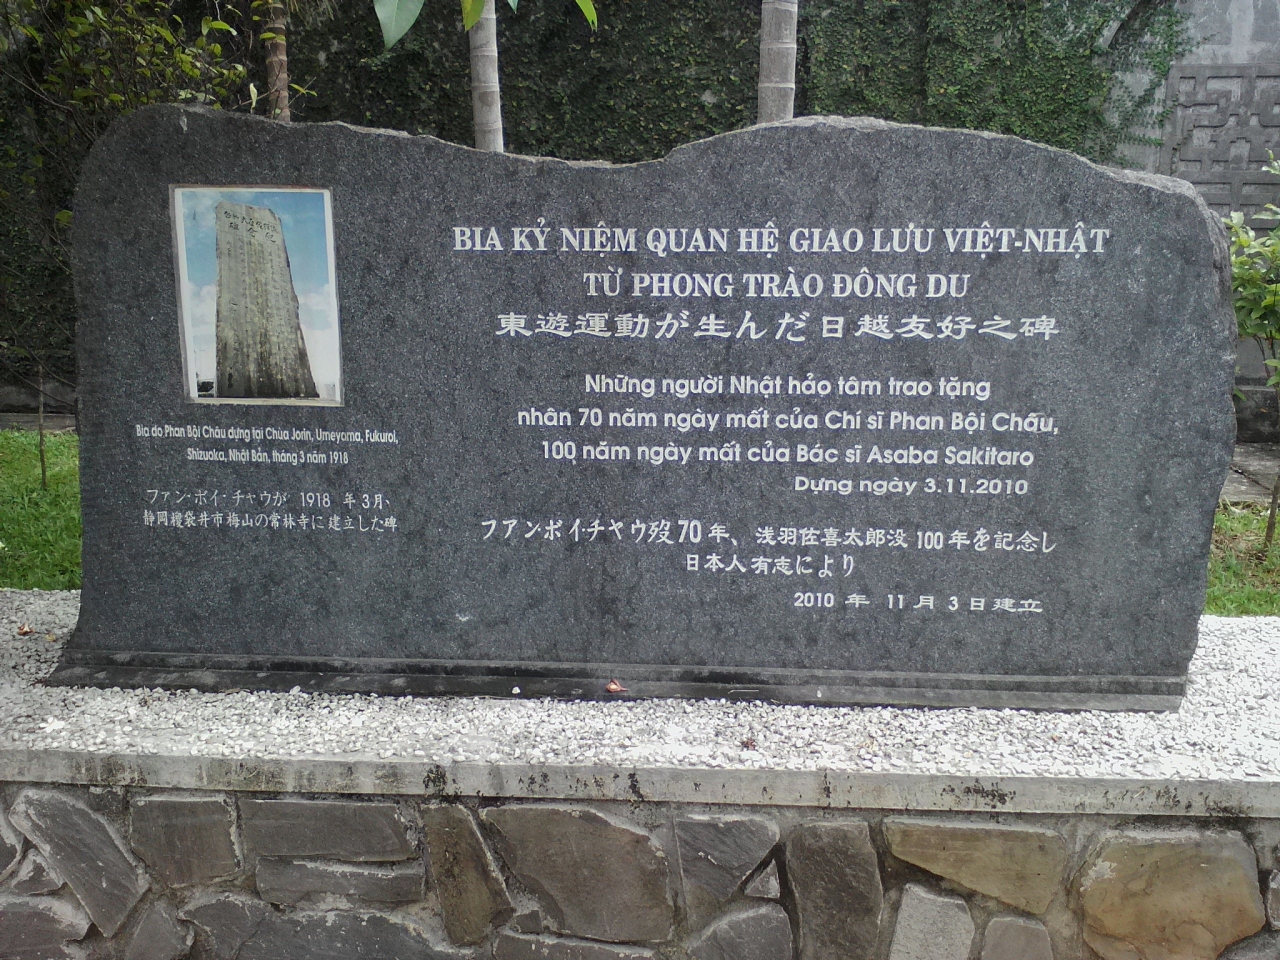 BIA KỶ NIỆM QUAN HỆ GIAO LƯU VIỆT-NHẬT
TỪ PHONG TRÀO ĐÔNG DU
東遊運動が生んだ日越友好之碑
Những người Nhật hảo tâm trao tặng
nhân 70 năm ngày mất của Chí sĩ Phan Bội Châu,
100 năm ngày mất của Bác sĩ Asaba Sakitaro
Dựng ngày 3.11.2010
フアンボイチヤウ歿70年、浅羽佐喜太郎没100年を記念し
日本人有志により
2010 年 11 月 3 日建立
Bia do Phan Bội Châu dựng tại Chùa Jorin, Umeyama, Fukuroi,
Shizuoka, Nhật Bản, tháng 3 năm 1918
ファン・ボイ・チャウが 1918 年 3月、
静岡縣袋井市梅山の常林寺に建立した碑